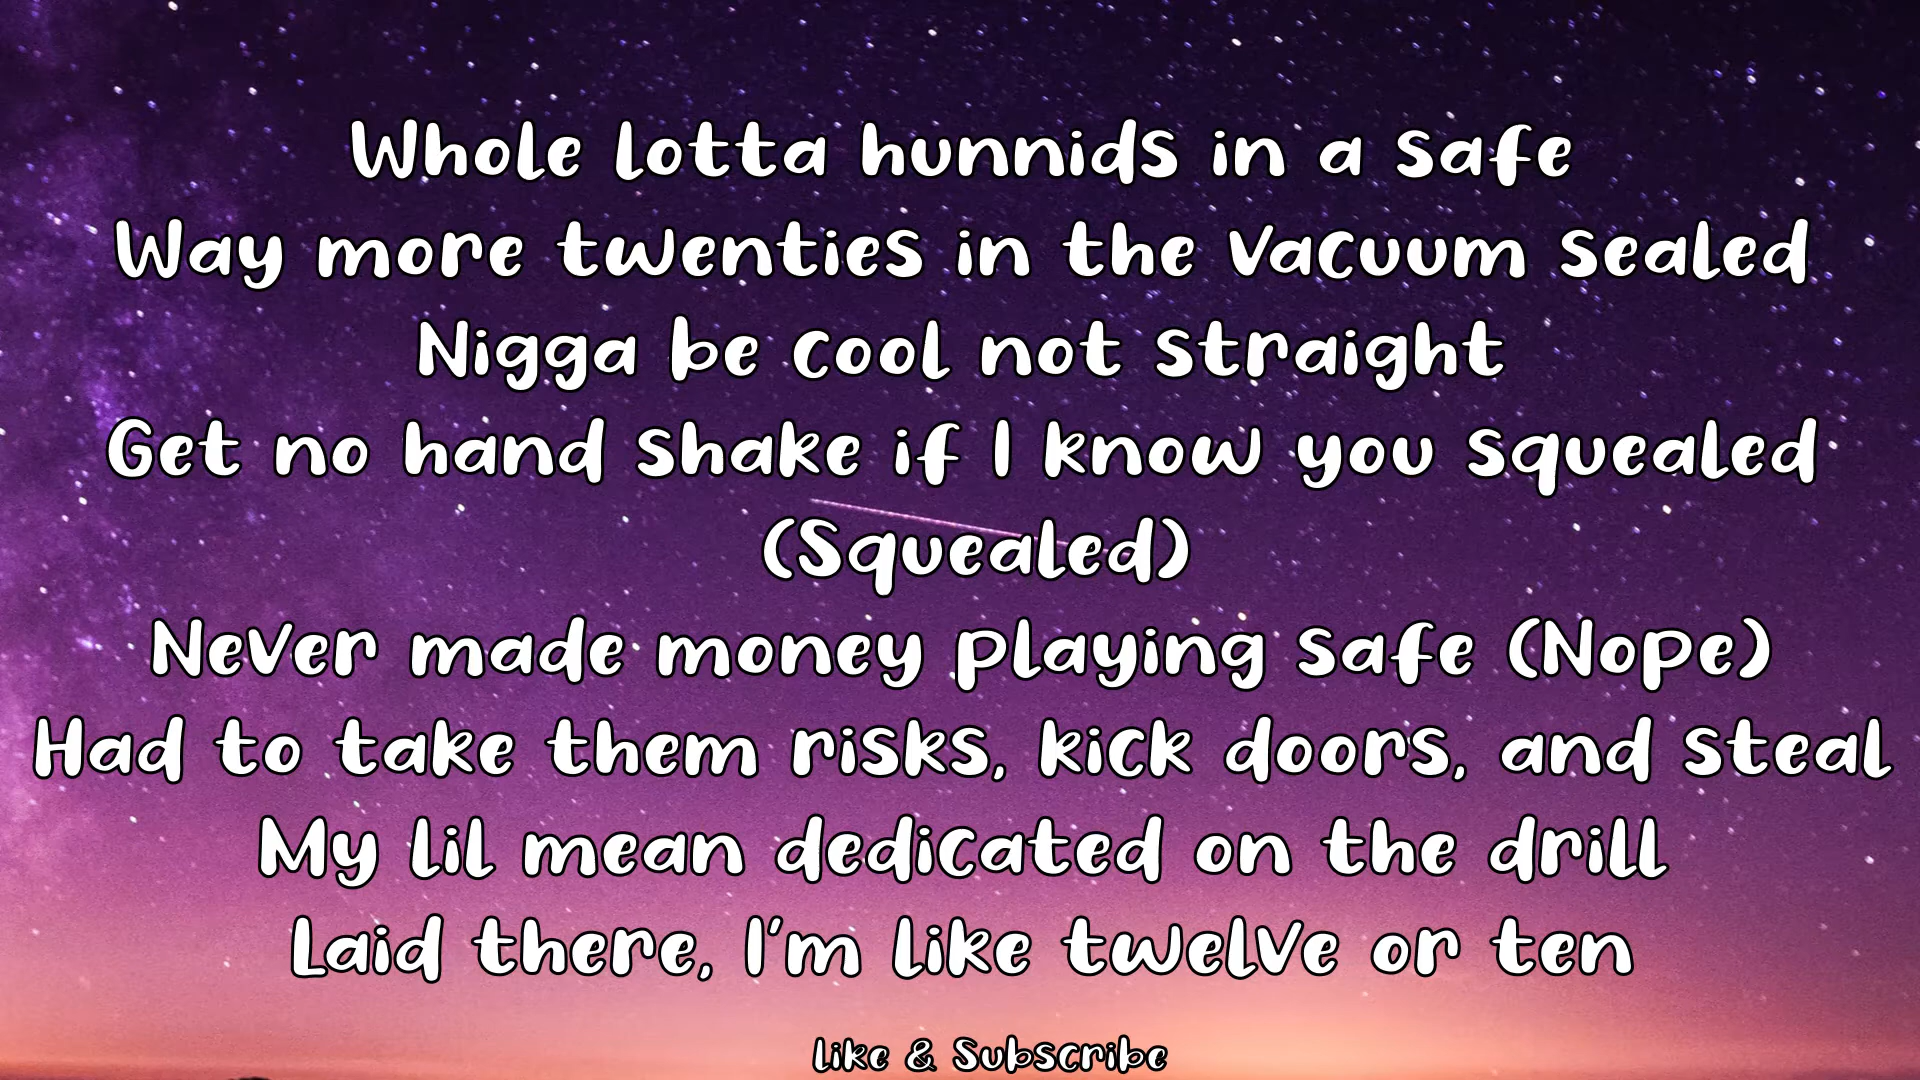 Whole lotta hunnids in a safe
Way more twenties in the vacuum sealed
Nigga be cool not straight
Get no hand shake if I know you squealed
(Squealed)
Never made money playing safe (Nope)
Had to take them risks, kick doors, and steal
My lil mean dedicated on the drill
Laid there, I'm like twelve or ten
Like & Subscribe